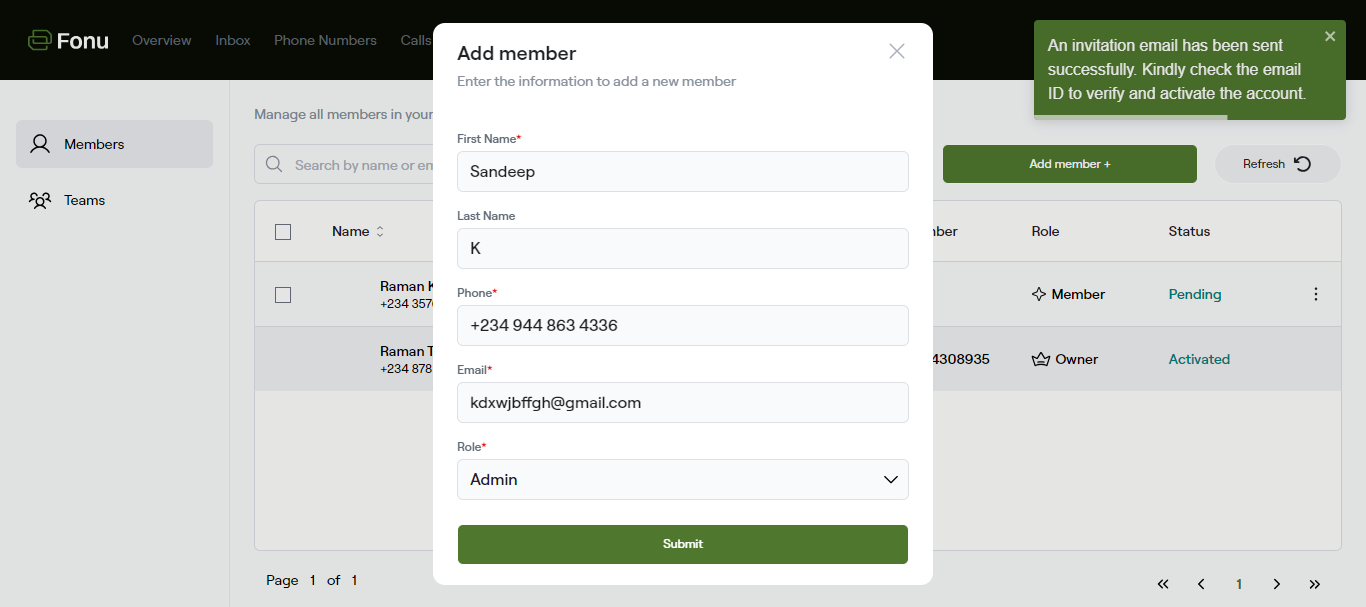 Fonu
Overview
Inbox
Phone Numbers
Calls
An invitation email has been sent
successfully. Kindly check the email
ID to verify and activate the account.
Members
Teams
Manage all members in your
Search by name or em
Add member +
Refresh
Name
Role
Status
Raman K
+234 357
Member
Pending
Raman T
+234 878
4308935
Owner
Activated
Page 1 of 1
1
Add member
Enter the information to add a new member
First Name*
Sandeep
Last Name
K
Phone*
+234 944 863 4336
Email*
kdxwjbffgh@gmail.com
Role*
Admin
Submit